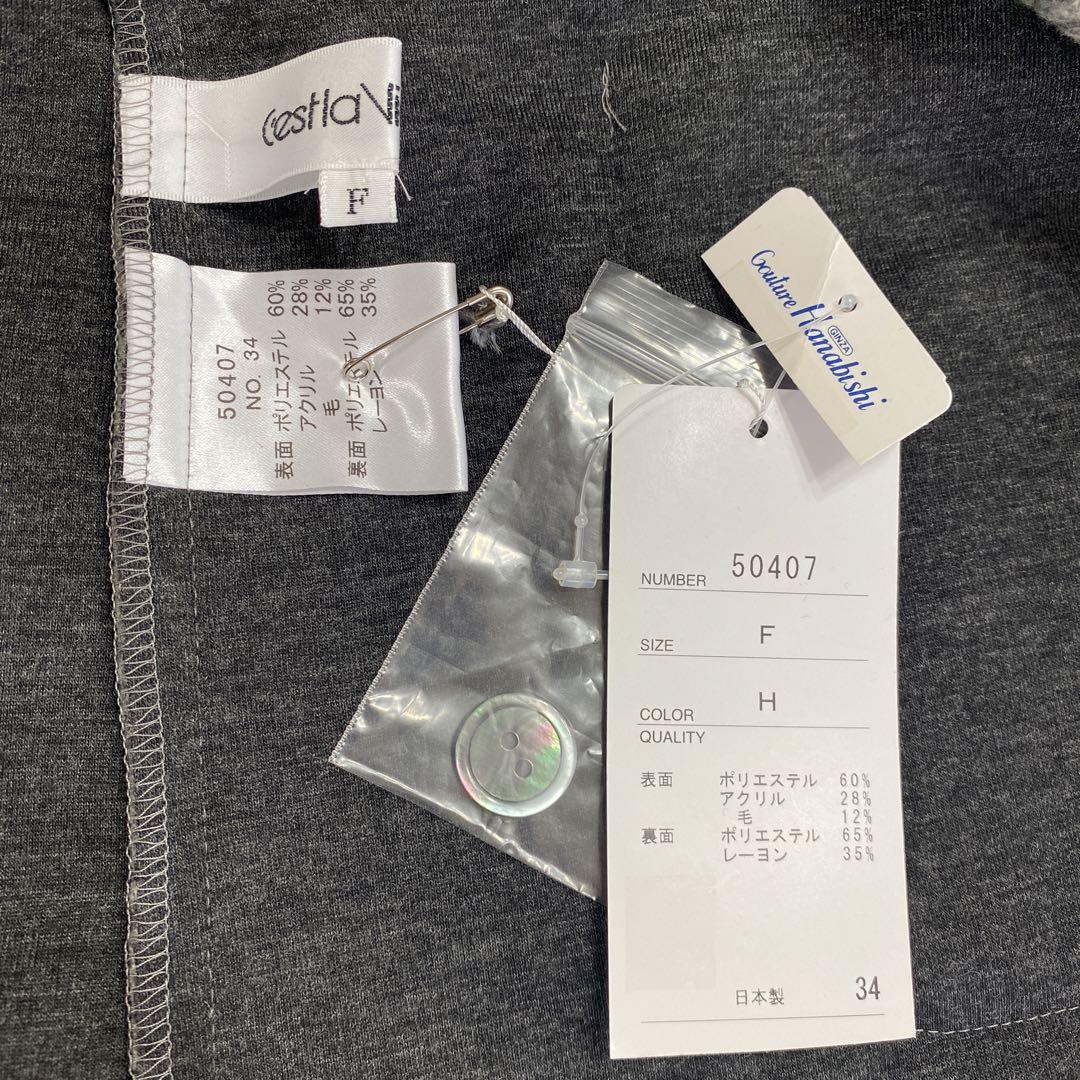 C'est la V
F
50407
NO. 34
表面 ポリエステル 60%
アクリル 28%
毛 12%
裏面 ポリエステル 65%
レーヨン 35%
Couture
GINZA
Hanabishi
NUMBER 50407
SIZE F
COLOR H
QUALITY
表面 ポリエステル 60%
アクリル 28%
毛 12%
裏面 ポリエステル 65%
レーヨン 35%
日本製 34